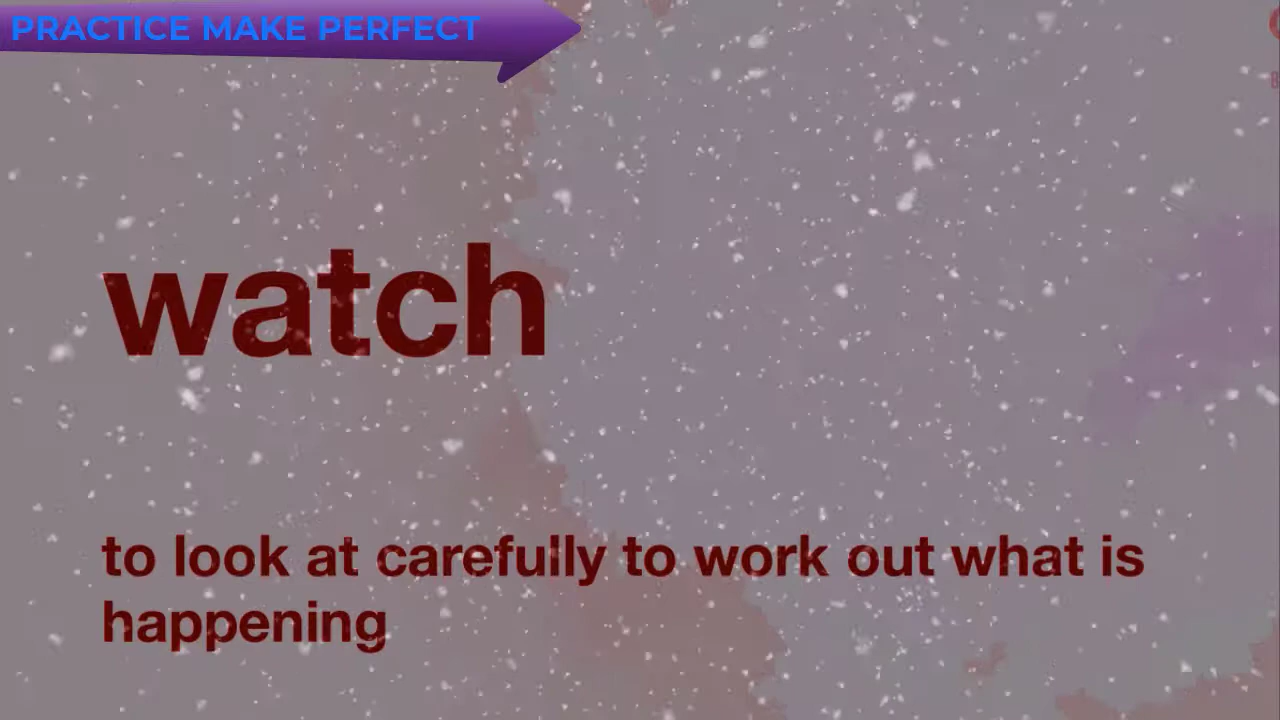 PRACTICE MAKE PERFECT
watch
to look at carefully to work out what is
happening